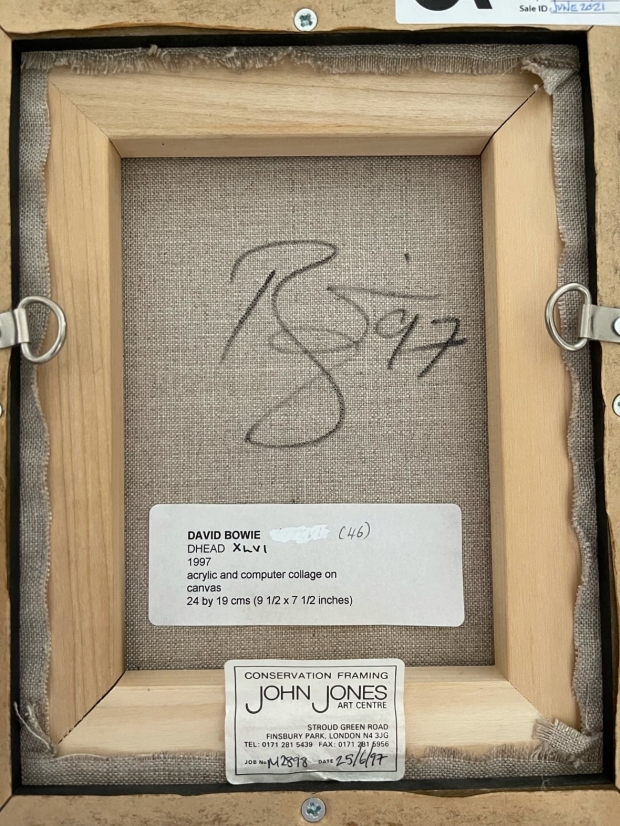 Sale ID: JUNE 2021
97
DAVID BOWIE (46)
DHEAD XLVI
1997
acrylic and computer collage on
canvas
24 by 19 cms (9 1/2 x 7 1/2 inches)
CONSERVATION FRAMING
JOHN JONES
ART CENTRE
STROUD GREEN ROAD
FINSBURY PARK, LONDON N4 3JG
TEL: 0171 281 5439 FAX: 0171 281 5956
JOB No M2898 DATE 25/6/97